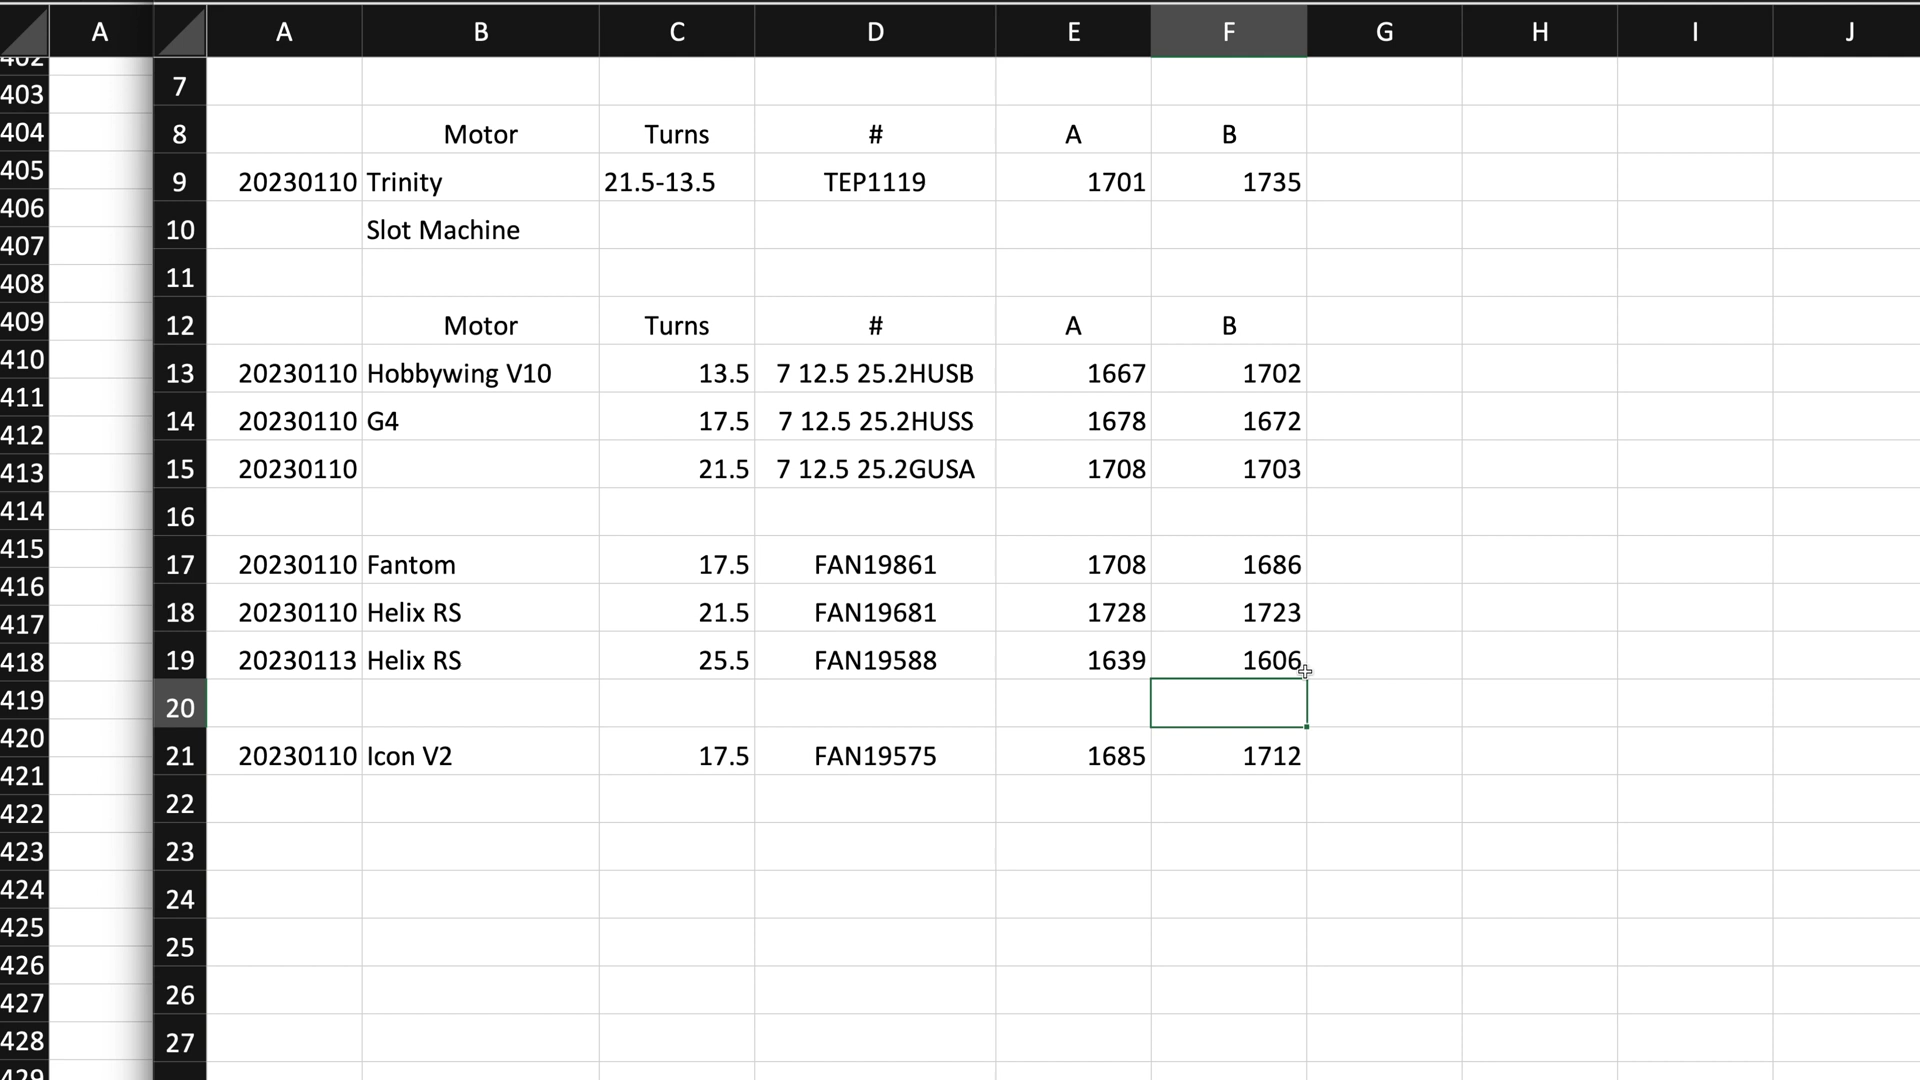 A A B C D E F G H I J
402
403 7
404 8 Motor Turns # A B
405 9 20230110 Trinity 21.5-13.5 TEP1119 1701 1735
406 10 Slot Machine
407
408 11
409 12 Motor Turns # A B
410 13 20230110 Hobbywing V10 13.5 7 12.5 25.2HUSB 1667 1702
411
412 14 20230110 G4 17.5 7 12.5 25.2HUSS 1678 1672
413 15 20230110 21.5 7 12.5 25.2GUSA 1708 1703
414 16
415 17 20230110 Fantom 17.5 FAN19861 1708 1686
416
417 18 20230110 Helix RS 21.5 FAN19681 1728 1723
418 19 20230113 Helix RS 25.5 FAN19588 1639 1606
419 20
420
421 21 20230110 Icon V2 17.5 FAN19575 1685 1712
422 22
423 23
424 24
425
426 25
427 26
428 27
429